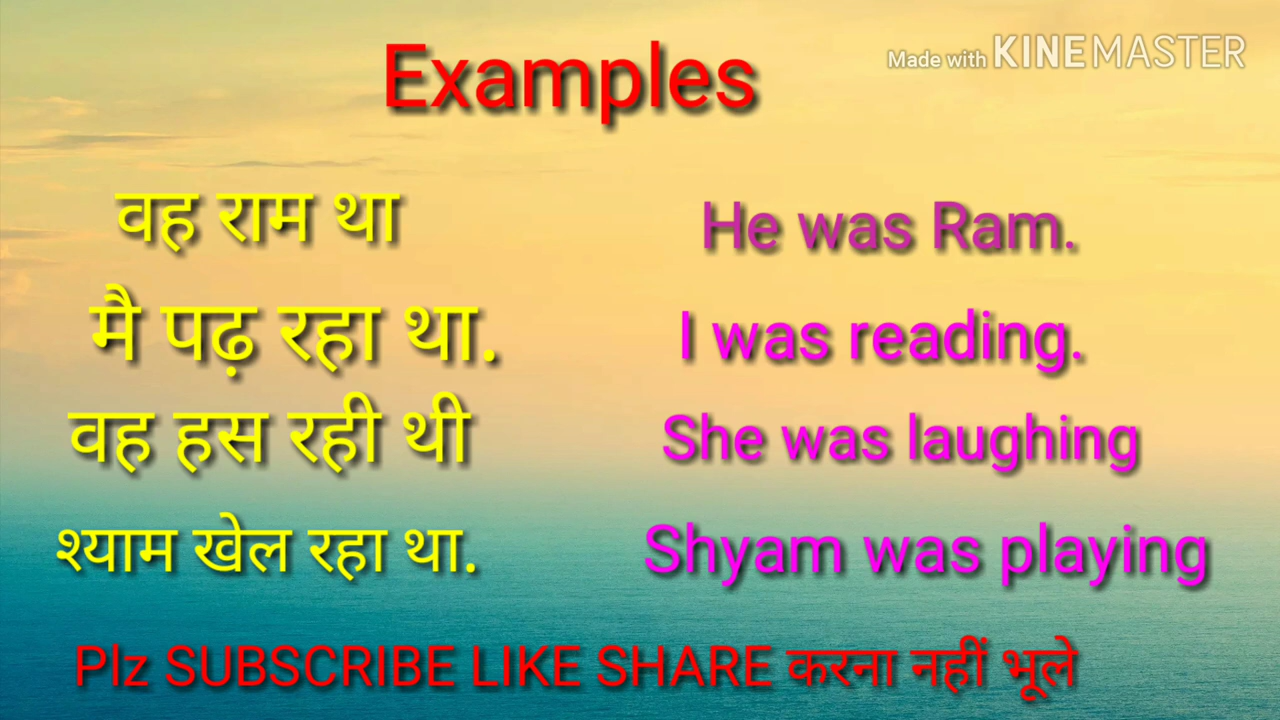 Examples
Made with KINEMASTER
वह राम था
He was Ram.
मै पढ़ रहा था.
I was reading.
वह हस रही थी
She was laughing
श्याम खेल रहा था.
Shyam was playing
Plz SUBSCRIBE LIKE SHARE करना नहीं भूले